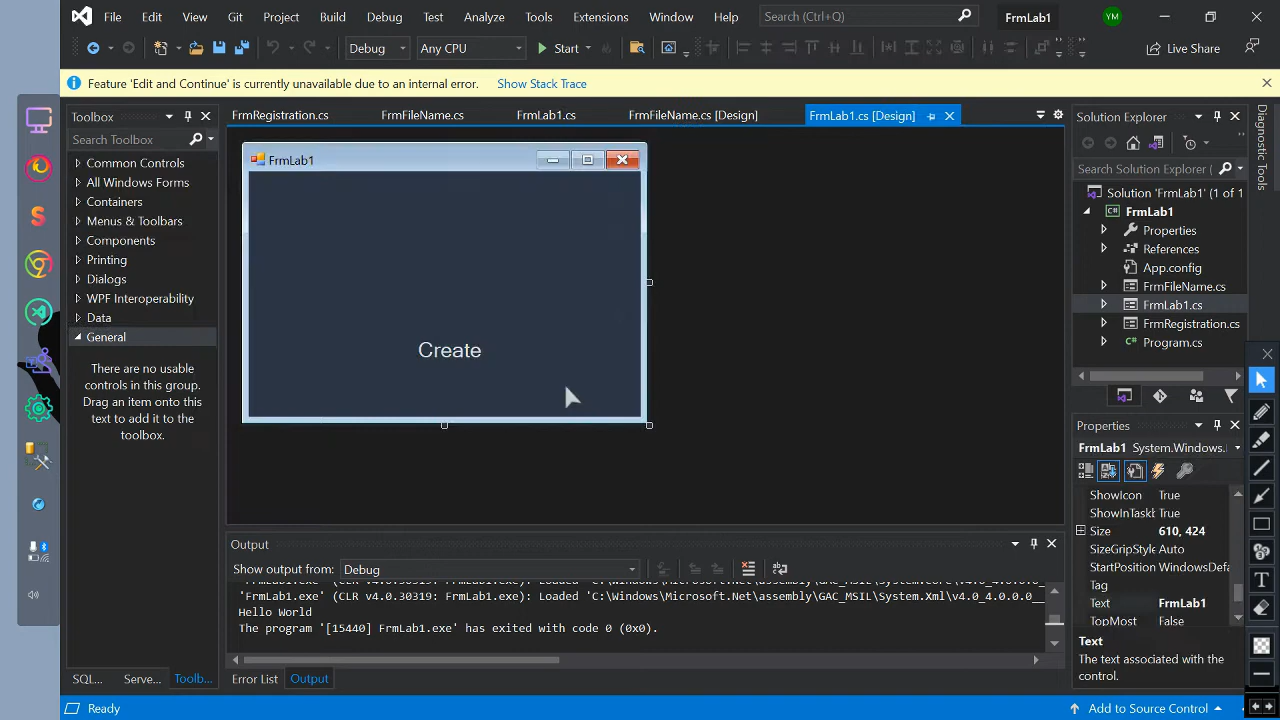 File Edit View Git Project Build Debug Test Analyze Tools Extensions Window Help Search (Ctrl+Q) FrmLab1 YM
Debug Any CPU Start Live Share
Feature 'Edit and Continue' is currently unavailable due to an internal error. Show Stack Trace
Toolbox
Search Toolbox
Common Controls
All Windows Forms
Containers
Menus & Toolbars
Components
Printing
Dialogs
WPF Interoperability
Data
General
There are no usable
controls in this group.
Drag an item onto this
text to add it to the
toolbox.
SQL... Serve... Toolb...
FrmRegistration.cs FrmFileName.cs FrmLab1.cs FrmFileName.cs [Design] FrmLab1.cs [Design]
FrmLab1
Create
Output
Show output from: Debug
'FrmLab1.exe' (CLR v4.0.30319: FrmLab1.exe): Loaded 'C:\Windows\Microsoft.Net\assembly\GAC_MSIL\System.Xml\v4.0_4.0.0.0__
Hello World
The program '[15440] FrmLab1.exe' has exited with code 0 (0x0).
Error List Output
Solution Explorer
Search Solution Explorer (
Solution 'FrmLab1' (1 of 1
FrmLab1
Properties
References
App.config
FrmFileName.cs
FrmLab1.cs
FrmRegistration.cs
Program.cs
Properties
FrmLab1 System.Windows.
ShowIcon True
ShowInTask True
Size 610, 424
SizeGripStyle Auto
StartPosition WindowsDefa
Tag
Text FrmLab1
TopMost False
Text
The text associated with the
control.
Diagnostic Tools
Ready Add to Source Control